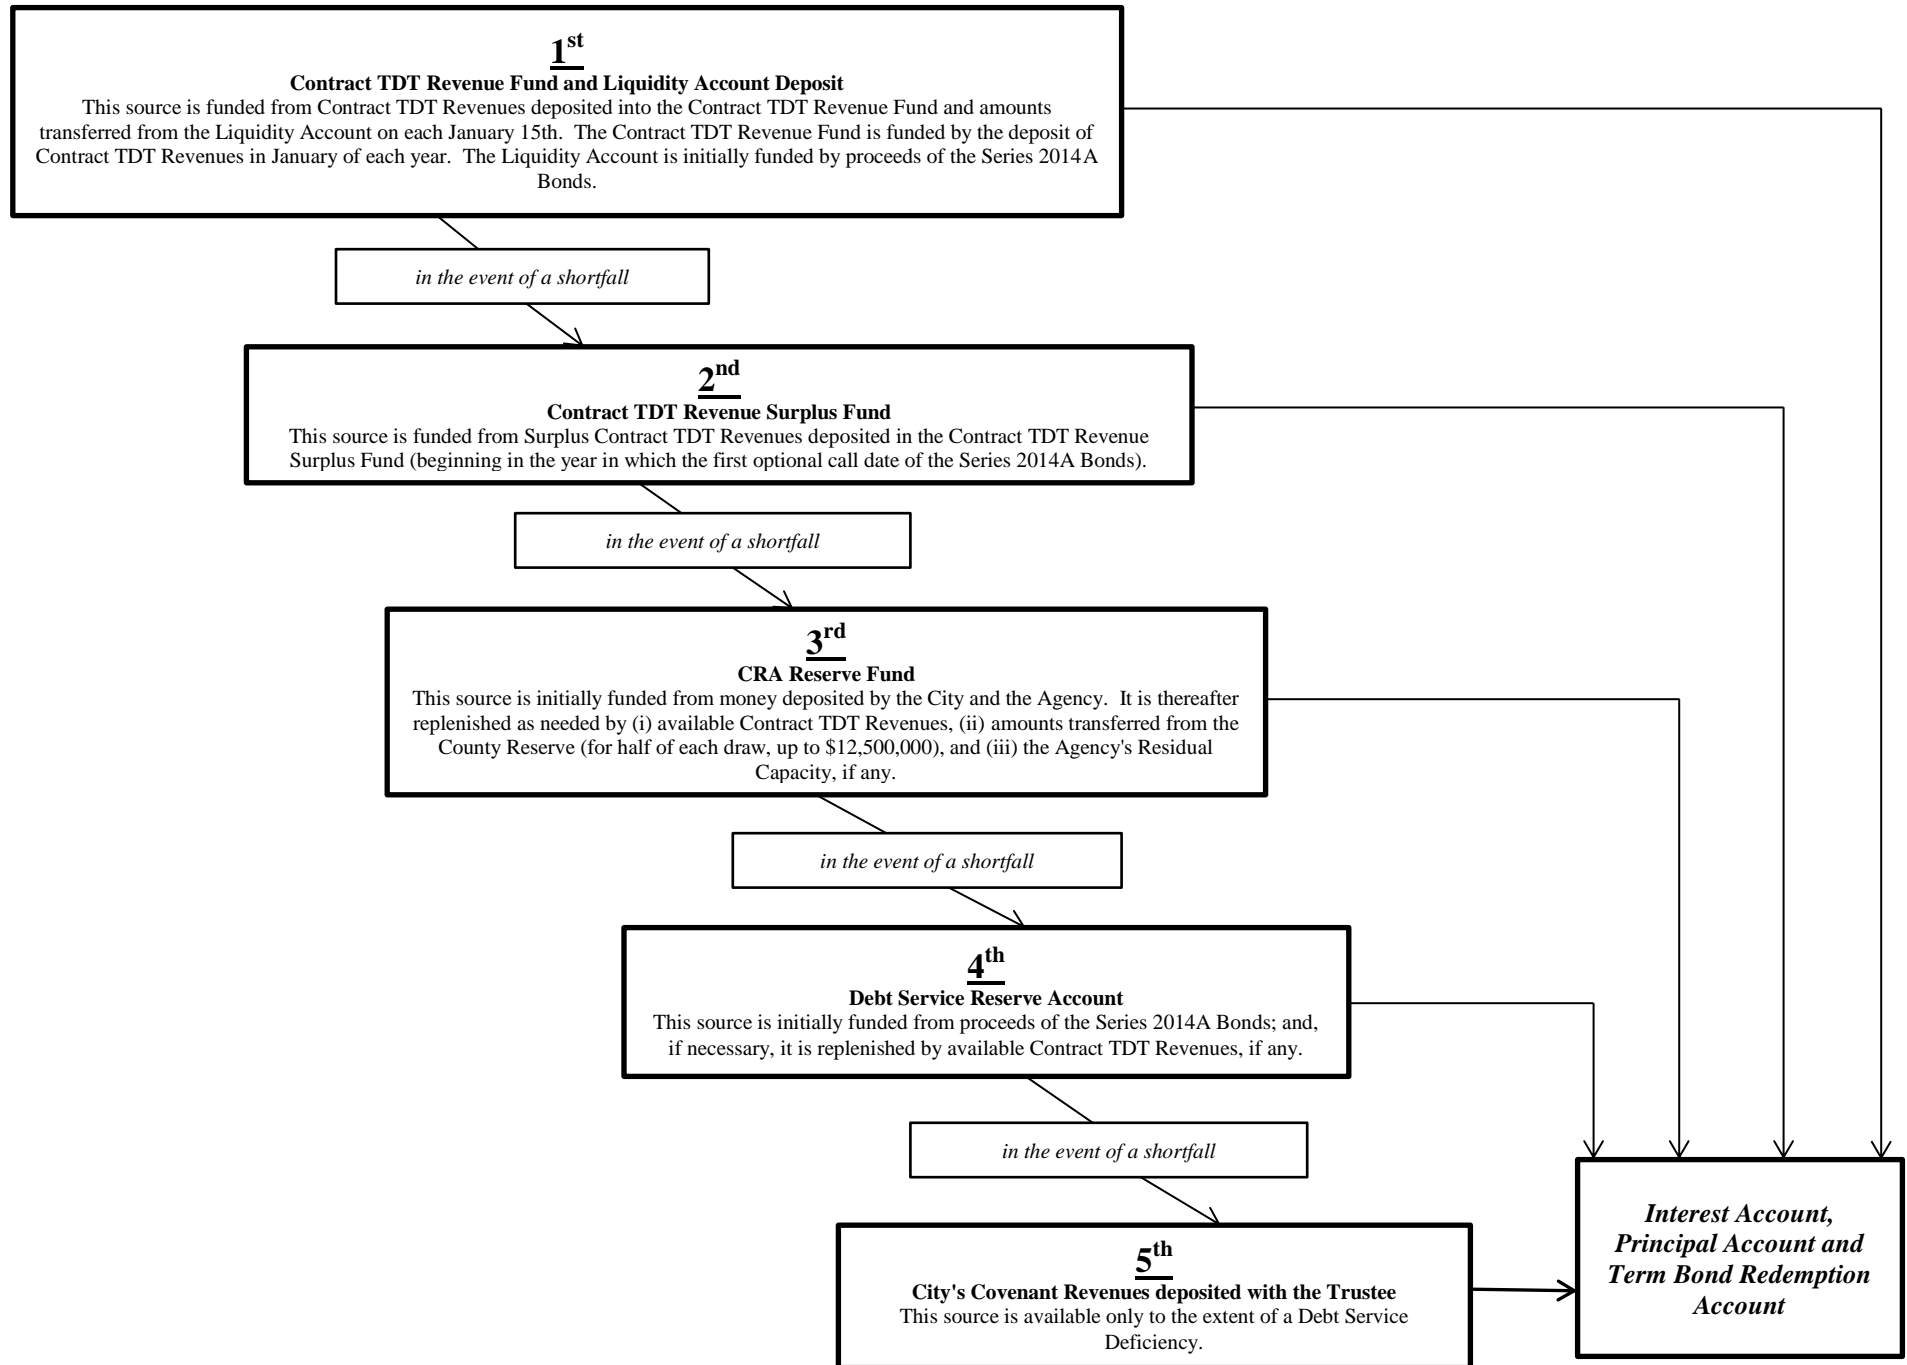 1st
Contract TDT Revenue Fund and Liquidity Account Deposit
This source is funded from Contract TDT Revenues deposited into the Contract TDT Revenue Fund and amounts
transferred from the Liquidity Account on each January 15th.  The Contract TDT Revenue Fund is funded by the deposit of
Contract TDT Revenues in January of each year.  The Liquidity Account is initially funded by proceeds of the Series 2014A
Bonds.
in the event of a shortfall
2nd
Contract TDT Revenue Surplus Fund
This source is funded from Surplus Contract TDT Revenues deposited in the Contract TDT Revenue
Surplus Fund (beginning in the year in which the first optional call date of the Series 2014A Bonds).
in the event of a shortfall
3rd
CRA Reserve Fund
This source is initially funded from money deposited by the City and the Agency.  It is thereafter
replenished as needed by (i) available Contract TDT Revenues, (ii) amounts transferred from the
County Reserve (for half of each draw, up to $12,500,000), and (iii) the Agency's Residual
Capacity, if any.
in the event of a shortfall
4th
Debt Service Reserve Account
This source is initially funded from proceeds of the Series 2014A Bonds; and,
if necessary, it is replenished by available Contract TDT Revenues, if any.
in the event of a shortfall
5th
City's Covenant Revenues deposited with the Trustee
This source is available only to the extent of a Debt Service
Deficiency.
Interest Account,
Principal Account and
Term Bond Redemption
Account